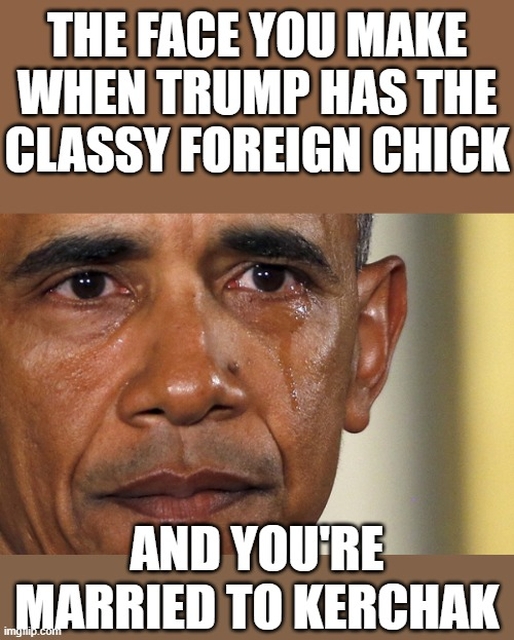 THE FACE YOU MAKE
WHEN TRUMP HAS THE
CLASSY FOREIGN CHICK
AND YOU'RE
MARRIED TO KERCHAK
imgflip.com